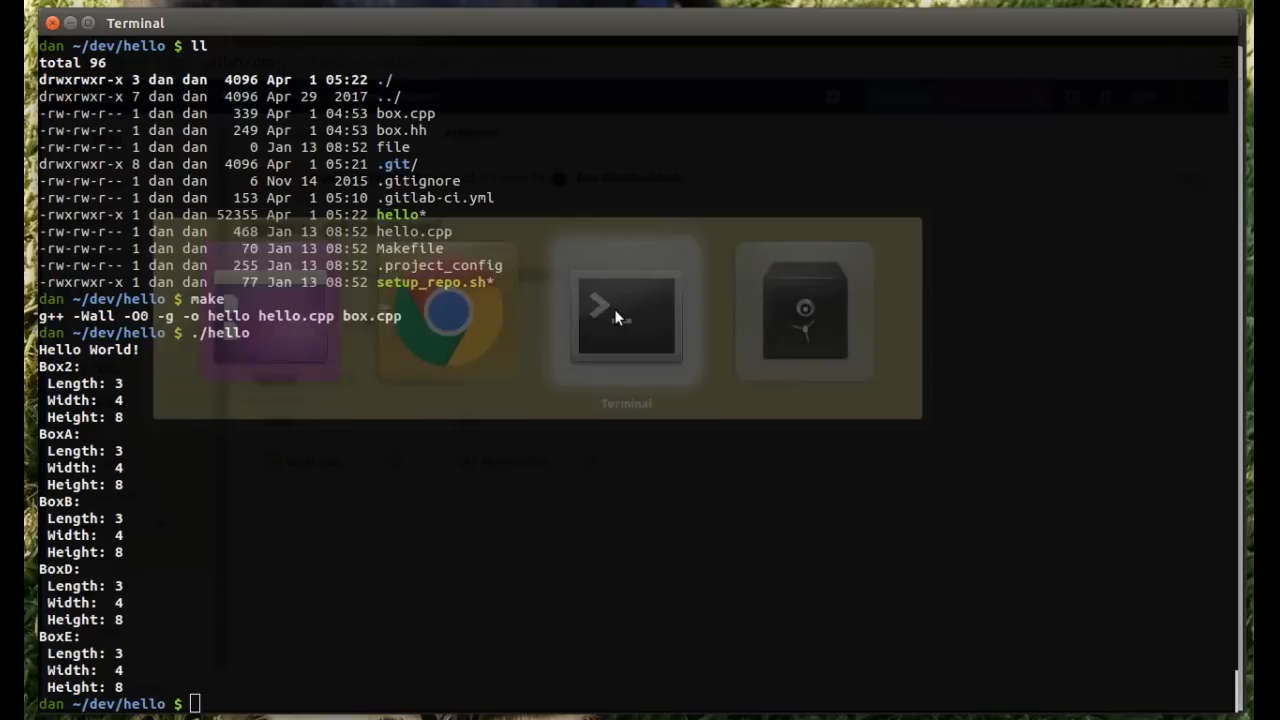 Terminal
dan ~/dev/hello $ ll
total 96
drwxrwxr-x 3 dan dan  4096 Apr  1 05:22 ./
drwxrwxr-x 7 dan dan  4096 Apr 29  2017 ../
-rw-rw-r-- 1 dan dan   339 Apr  1 04:53 box.cpp
-rw-rw-r-- 1 dan dan   249 Apr  1 04:53 box.hh
-rw-rw-r-- 1 dan dan     0 Jan 13 08:52 file
drwxrwxr-x 8 dan dan  4096 Apr  1 05:21 .git/
-rw-rw-r-- 1 dan dan     6 Nov 14  2015 .gitignore
-rw-rw-r-- 1 dan dan   153 Apr  1 05:10 .gitlab-ci.yml
-rwxrwxr-x 1 dan dan 52355 Apr  1 05:22 hello*
-rw-rw-r-- 1 dan dan   468 Jan 13 08:52 hello.cpp
-rw-rw-r-- 1 dan dan    70 Jan 13 08:52 Makefile
-rw-rw-r-- 1 dan dan   255 Jan 13 08:52 .project_config
-rwxrwxr-x 1 dan dan    77 Jan 13 08:52 setup_repo.sh*
dan ~/dev/hello $ make
g++ -Wall -O0 -g -o hello hello.cpp box.cpp
dan ~/dev/hello $ ./hello
Hello World!
Box2:
 Length: 3
 Width:  4
 Height: 8
BoxA:
 Length: 3
 Width:  4
 Height: 8
BoxB:
 Length: 3
 Width:  4
 Height: 8
BoxD:
 Length: 3
 Width:  4
 Height: 8
BoxE:
 Length: 3
 Width:  4
 Height: 8
dan ~/dev/hello $
Terminal